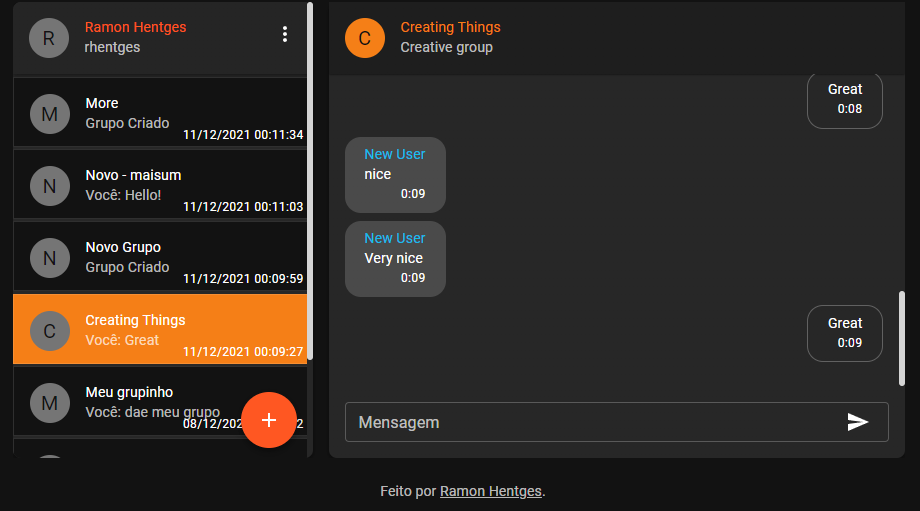 R
Ramon Hentges
rhentges
M
More
Grupo Criado
11/12/2021 00:11:34
N
Novo - maisum
Você: Hello!
11/12/2021 00:11:03
N
Novo Grupo
Grupo Criado
11/12/2021 00:09:59
C
Creating Things
Você: Great
11/12/2021 00:09:27
M
Meu grupinho
Você: dae meu grupo
08/12/202
2
+
C
Creating Things
Creative group
Great
0:08
New User
nice
0:09
New User
Very nice
0:09
Great
0:09
Mensagem
Feito por Ramon Hentges.